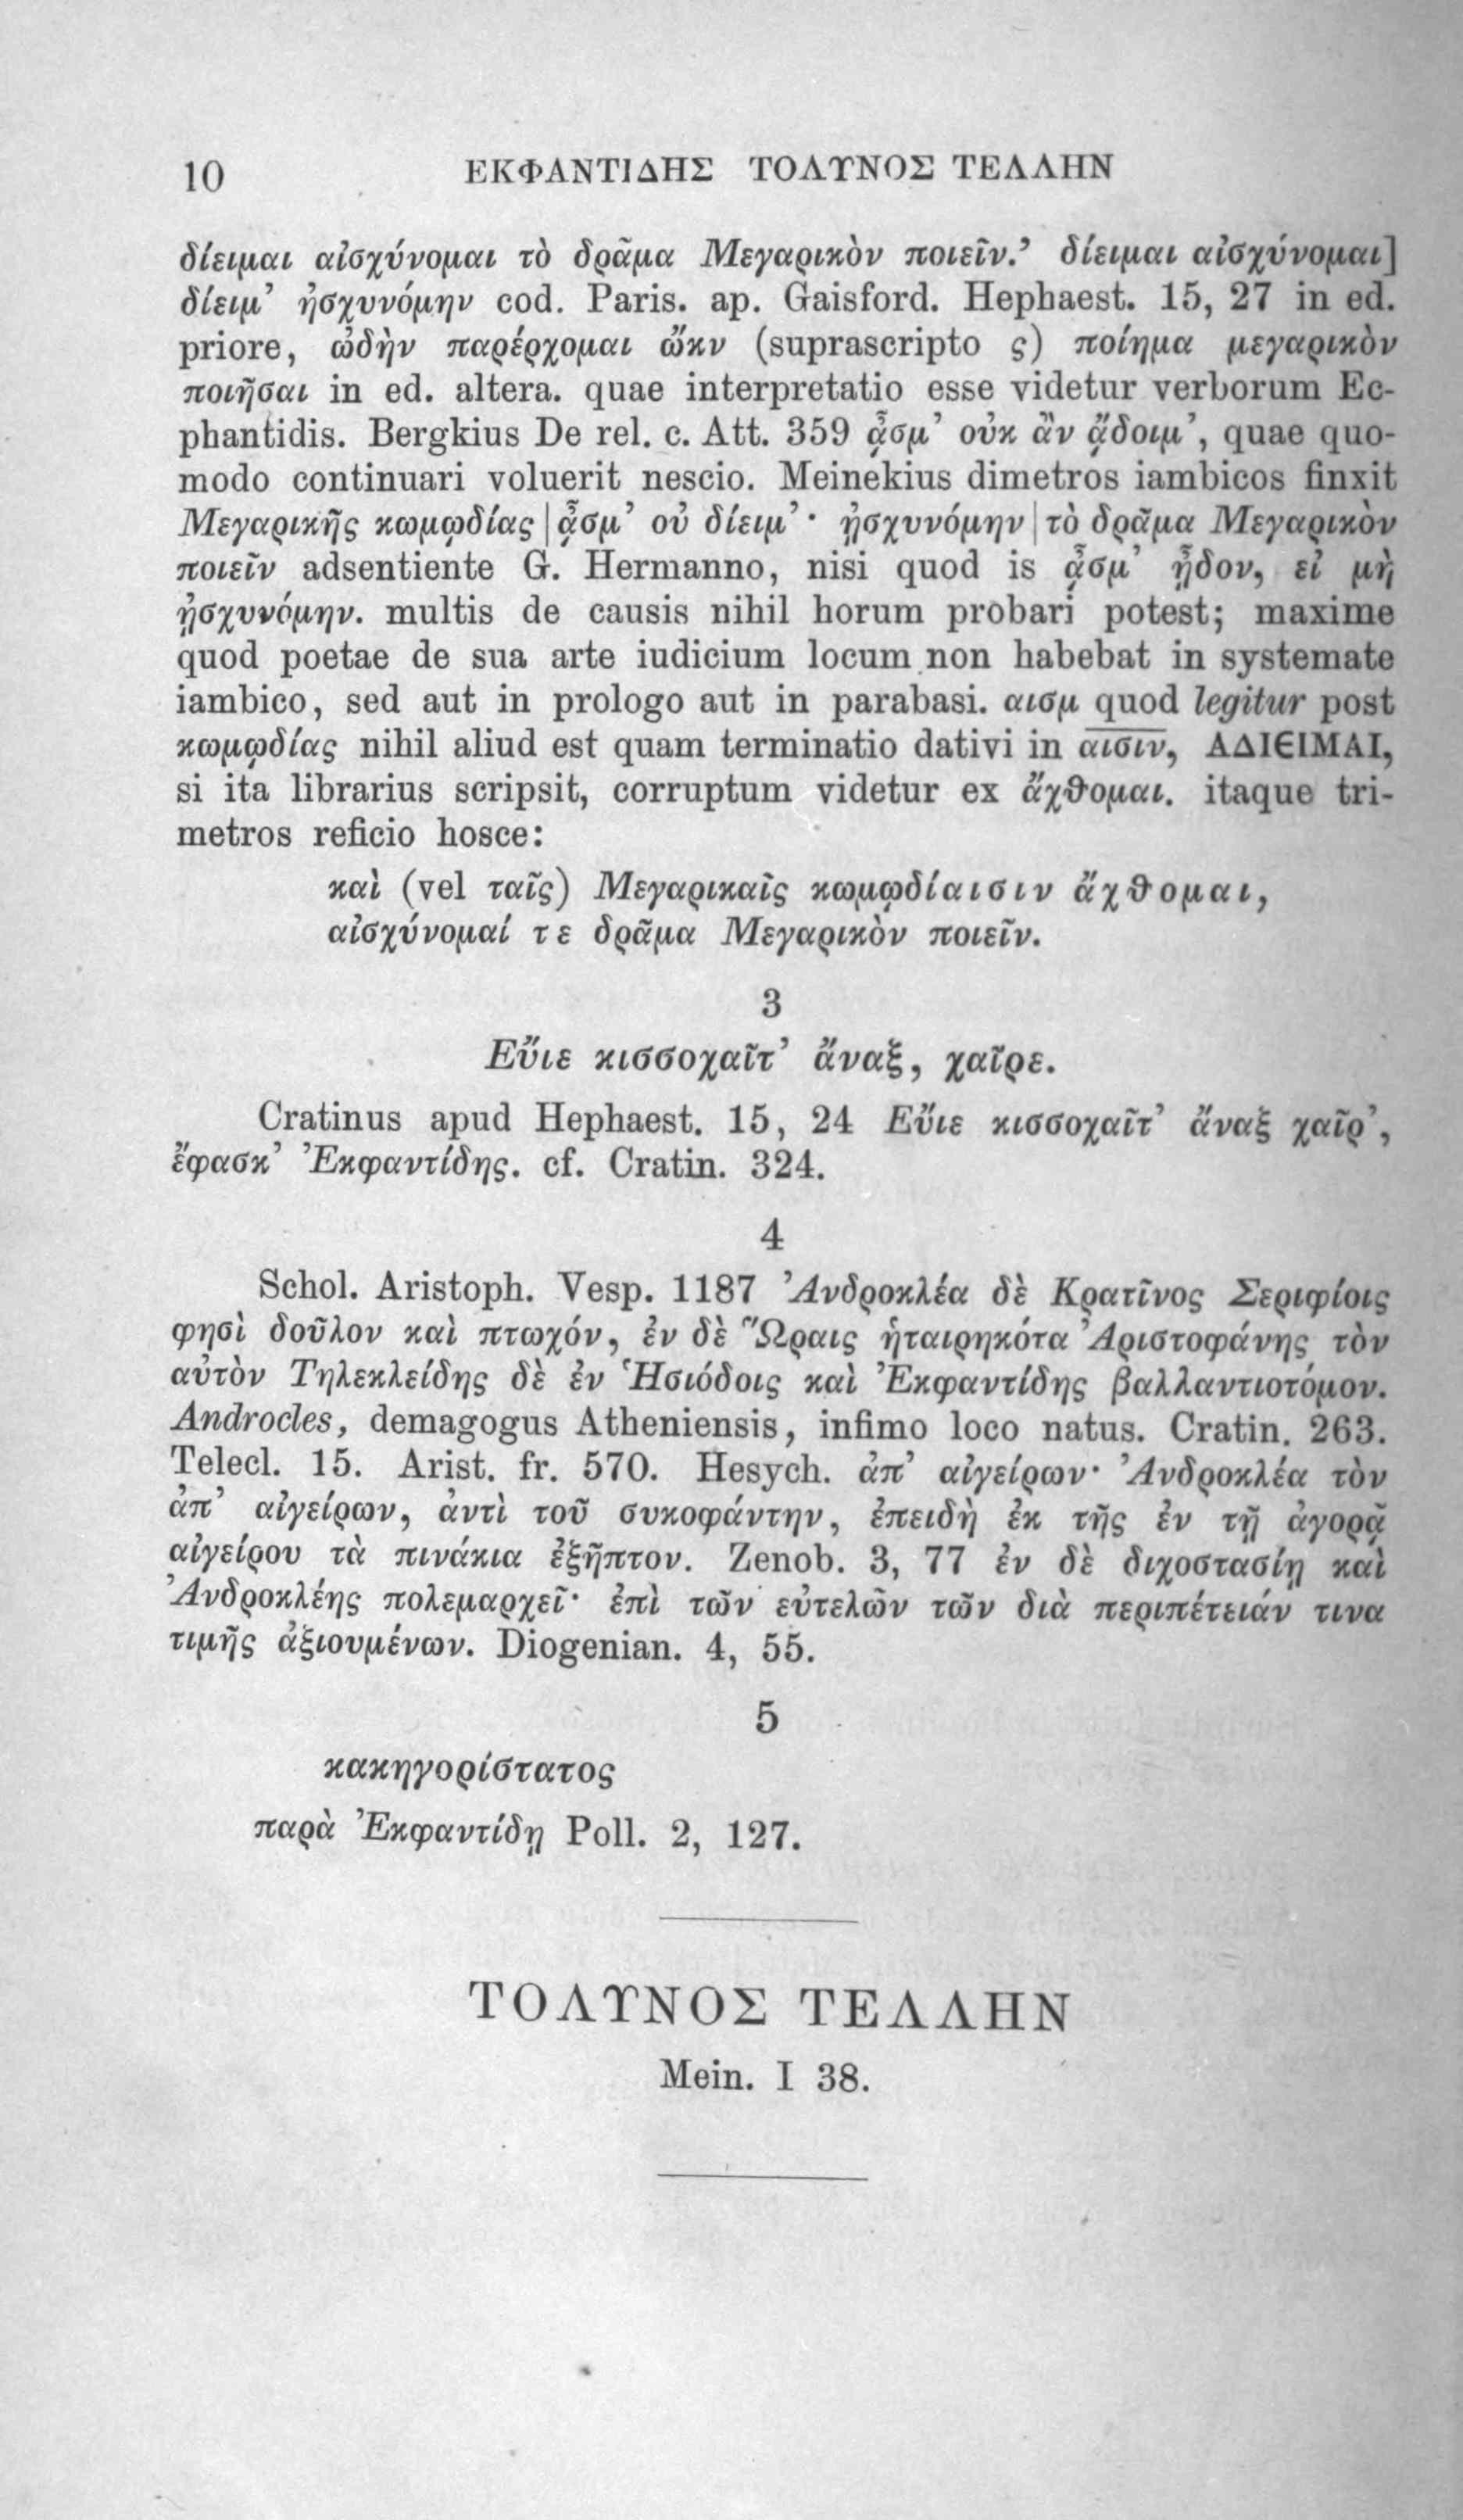 10 ΕΚΦΑΝΤΙΔΗΣ ΤΟΛΥΝΟΣ ΤΕΛΛΗΝ
δίειμαι αἰσχύνομαι τὸ δρᾶμα Μεγαρικὸν ποιεῖν.’ δίειμαι αἰσχύνομαι]
δίειμ’ ᾐσχυνόμην cod. Paris. ap. Gaisford. Hephaest. 15, 27 in ed.
priore, ᾠδὴν παρέρχομαι ὤκν (suprascripto ς) ποίημα μεγαρικὸν
ποιῆσαι in ed. altera. quae interpretatio esse videtur verborum Ec-
phantidis. Bergkius De rel. c. Att. 359 ᾆσμ’ οὐκ ἂν ᾄδοιμ’, quae quo-
modo continuari voluerit nescio. Meinekius dimetros iambicos finxit
Μεγαρικῆς κωμῳδίας | ᾆσμ’ οὐ δίειμ’· ᾐσχυνόμην | τὸ δρᾶμα Μεγαρικὸν
ποιεῖν adsentiente G. Hermanno, nisi quod is ᾆσμ’ ᾖδον, εἰ μὴ
ᾐσχυνόμην. multis de causis nihil horum probari potest; maxime
quod poetae de sua arte iudicium locum non habebat in systemate
iambico, sed aut in prologo aut in parabasi. αισμ quod legitur post
κωμῳδίας nihil aliud est quam terminatio dativi in αισιν, ΑΔΙЄΙΜΑΙ,
si ita librarius scripsit, corruptum videtur ex ἄχθομαι. itaque tri-
metros reficio hosce:
καὶ (vel ταῖς) Μεγαρικαῖς κωμῳδίαισιν ἄχθομαι,
αἰσχύνομαί τε δρᾶμα Μεγαρικὸν ποιεῖν.
3
Εὔιε κισσοχαῖτ’ ἄναξ, χαῖρε.
Cratinus apud Hephaest. 15, 24 Εὔιε κισσοχαῖτ’ ἄναξ χαῖρ’,
ἔφασκ’ Ἐκφαντίδης. cf. Cratin. 324.
4
Schol. Aristoph. Vesp. 1187 Ἀνδροκλέα δὲ Κρατῖνος Σεριφίοις
φησὶ δοῦλον καὶ πτωχόν, ἐν δὲ Ὥραις ἡταιρηκότα Ἀριστοφάνης τὸν
αὐτὸν Τηλεκλείδης δὲ ἐν Ἡσιόδοις καὶ Ἐκφαντίδης βαλλαντιοτόμον.
Androcles, demagogus Atheniensis, infimo loco natus. Cratin. 263.
Telecl. 15. Arist. fr. 570. Hesych. ἀπ’ αἰγείρων· Ἀνδροκλέα τὸν
ἀπ’ αἰγείρων, ἀντὶ τοῦ συκοφάντην, ἐπειδὴ ἐκ τῆς ἐν τῇ ἀγορᾷ
αἰγείρου τὰ πινάκια ἐξῆπτον. Zenob. 3, 77 ἐν δὲ διχοστασίῃ καὶ
Ἀνδροκλέης πολεμαρχεῖ· ἐπὶ τῶν εὐτελῶν τῶν διὰ περιπέτειάν τινα
τιμῆς ἀξιουμένων. Diogenian. 4, 55.
5
κακηγορίστατος
παρὰ Ἐκφαντίδῃ Poll. 2, 127.
ΤΟΛΥΝΟΣ ΤΕΛΛΗΝ
Mein. I 38.